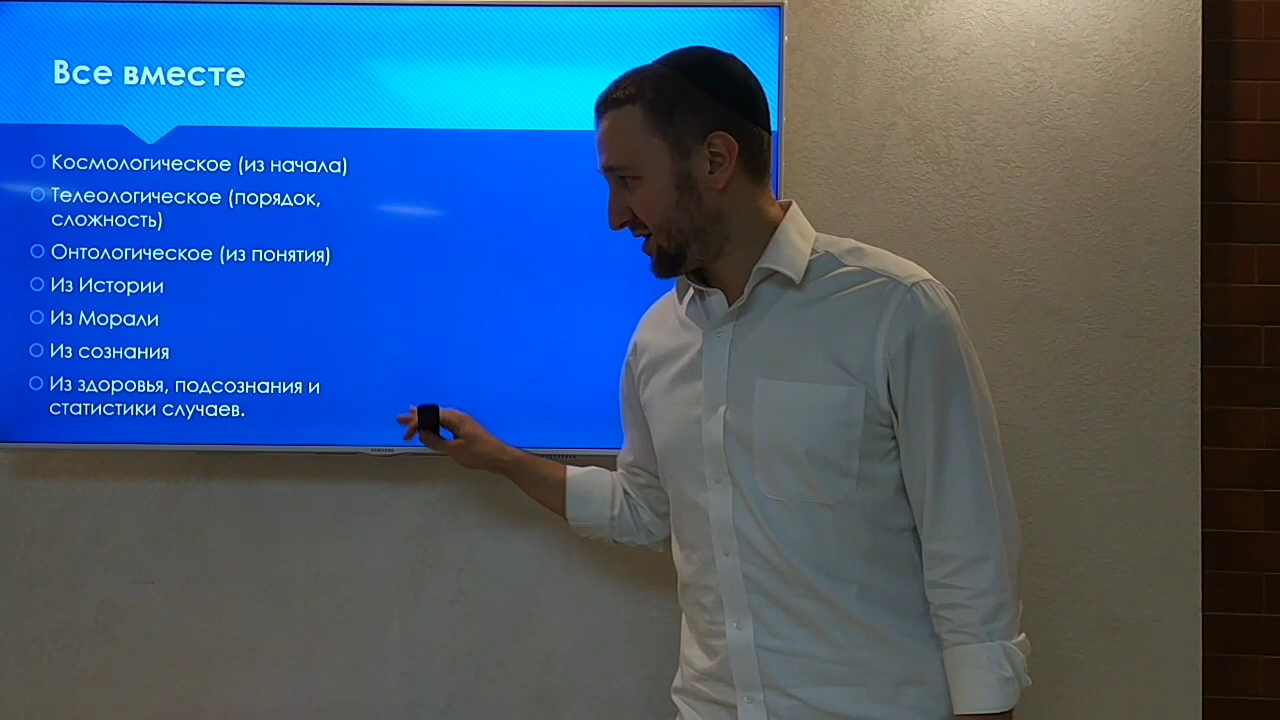 Все вместе
Космологическое (из начала)
Телеологическое (порядок,
сложность)
Онтологическое (из понятия)
Из Истории
Из Морали
Из сознания
Из здоровья, подсознания и
статистики случаев.
SAMSUNG